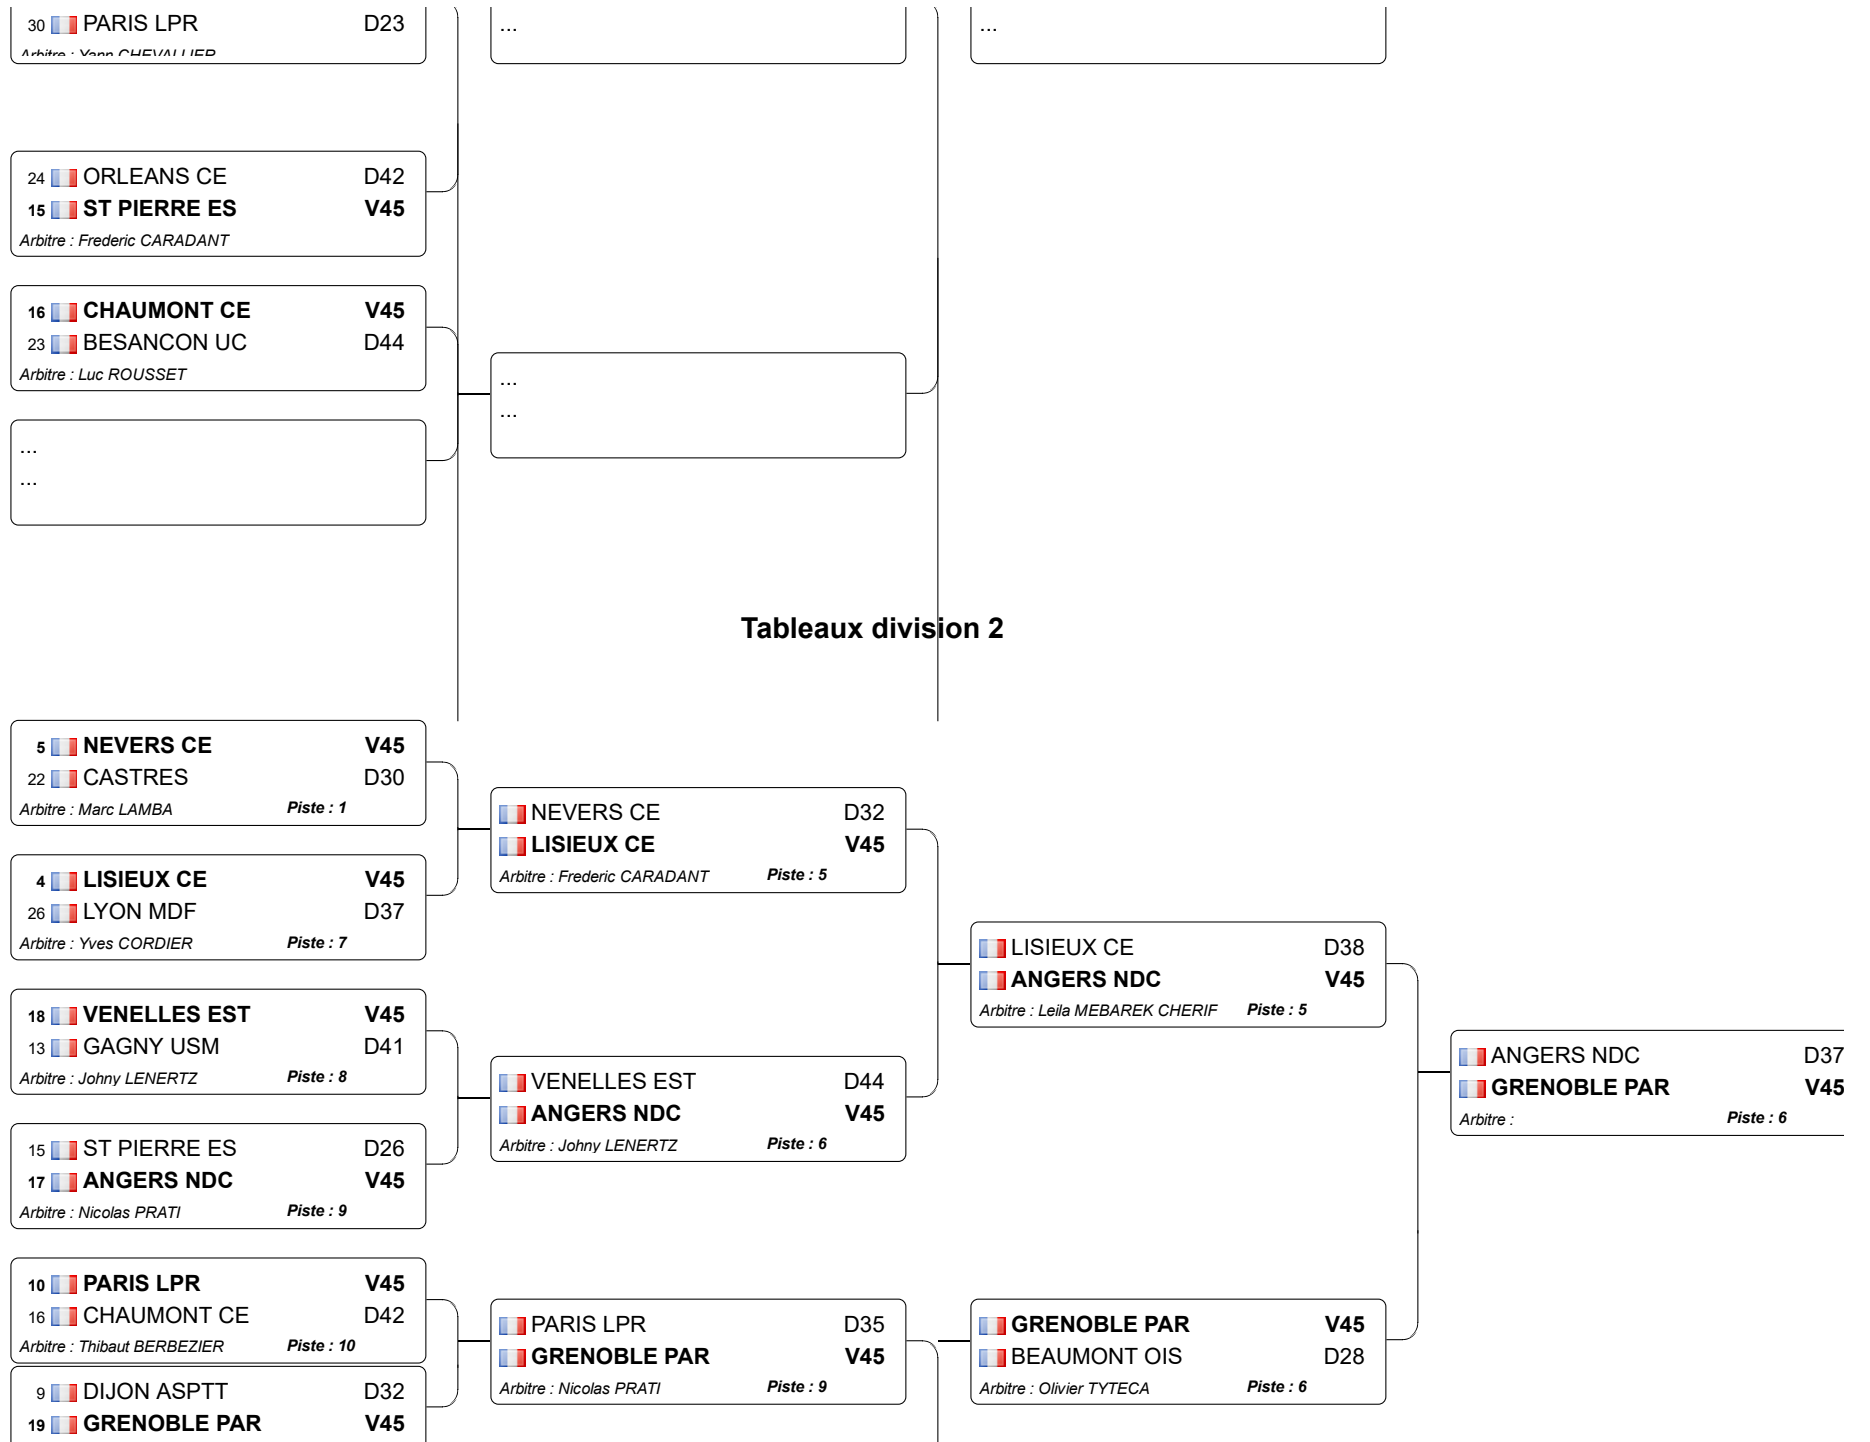 30 PARIS LPR D23
Arbitre : Yann CHEVALLIER
...
...
24 ORLEANS CE D42
15 ST PIERRE ES V45
Arbitre : Frederic CARADANT
16 CHAUMONT CE V45
23 BESANCON UC D44
Arbitre : Luc ROUSSET
...
...
...
...
Tableaux division 2
5 NEVERS CE V45
22 CASTRES D30
Arbitre : Marc LAMBA Piste : 1
NEVERS CE D32
LISIEUX CE V45
Arbitre : Frederic CARADANT Piste : 5
4 LISIEUX CE V45
26 LYON MDF D37
Arbitre : Yves CORDIER Piste : 7
LISIEUX CE D38
ANGERS NDC V45
Arbitre : Leila MEBAREK CHERIF Piste : 5
18 VENELLES EST V45
13 GAGNY USM D41
Arbitre : Johny LENERTZ Piste : 8
ANGERS NDC D37
GRENOBLE PAR V45
Arbitre : Piste : 6
VENELLES EST D44
ANGERS NDC V45
Arbitre : Johny LENERTZ Piste : 6
15 ST PIERRE ES D26
17 ANGERS NDC V45
Arbitre : Nicolas PRATI Piste : 9
10 PARIS LPR V45
16 CHAUMONT CE D42
Arbitre : Thibaut BERBEZIER Piste : 10
PARIS LPR D35
GRENOBLE PAR V45
Arbitre : Nicolas PRATI Piste : 9
GRENOBLE PAR V45
BEAUMONT OIS D28
Arbitre : Olivier TYTECA Piste : 6
9 DIJON ASPTT D32
19 GRENOBLE PAR V45